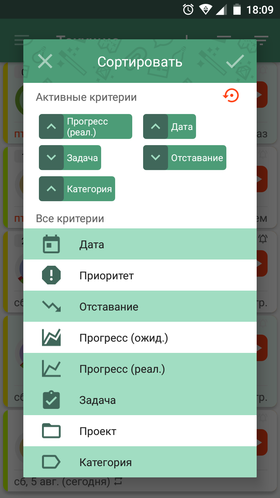 18:09
Сортировать
Активные критерии
Прогресс
(реал.)
Дата
Задача
Отставание
Категория
Все критерии
Дата
Приоритет
Отставание
Прогресс (ожид.)
Прогресс (реал.)
Задача
Проект
Категория
сб, 5 авг. (сегодня)